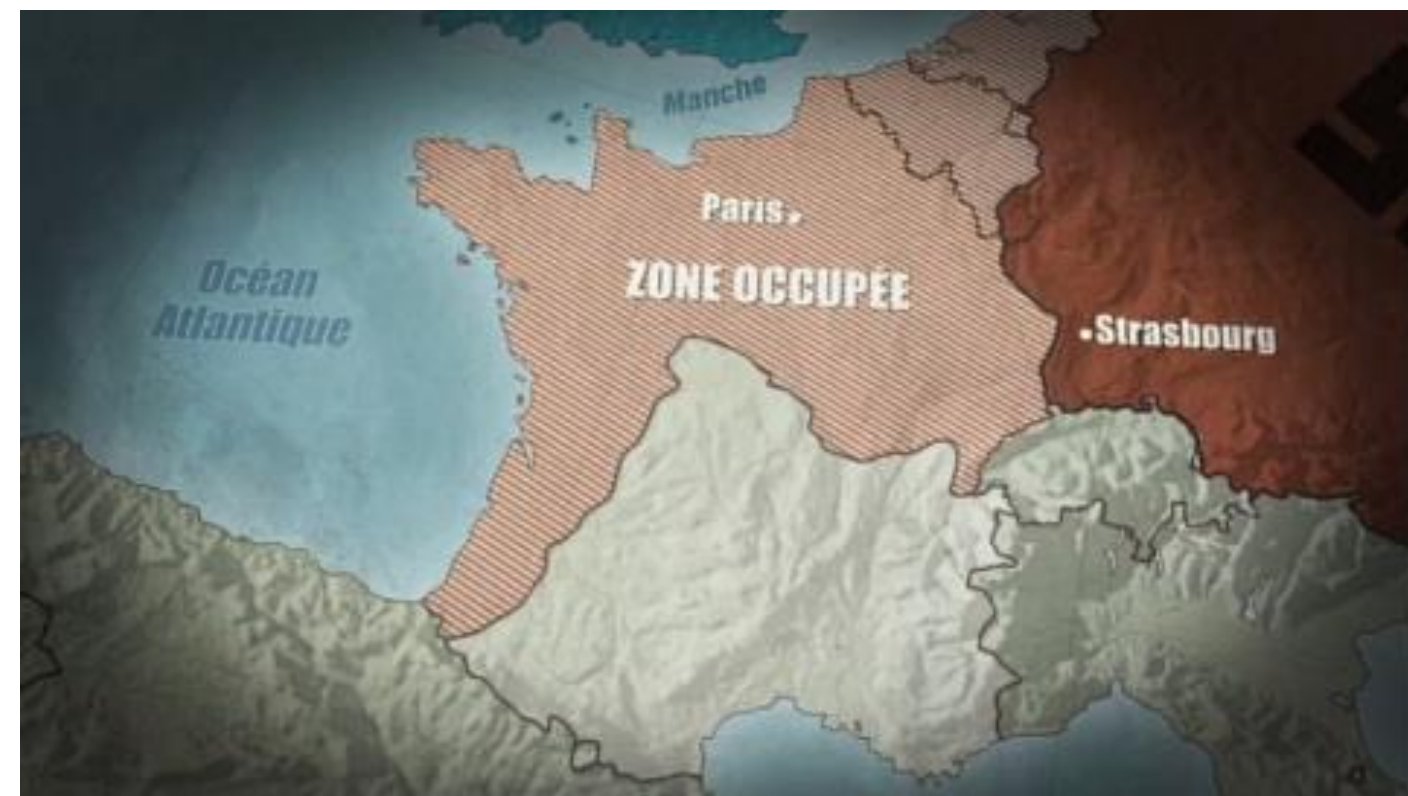 Manche
Paris
ZONE OCCUPÉE
Océan
Atlantique
Strasbourg